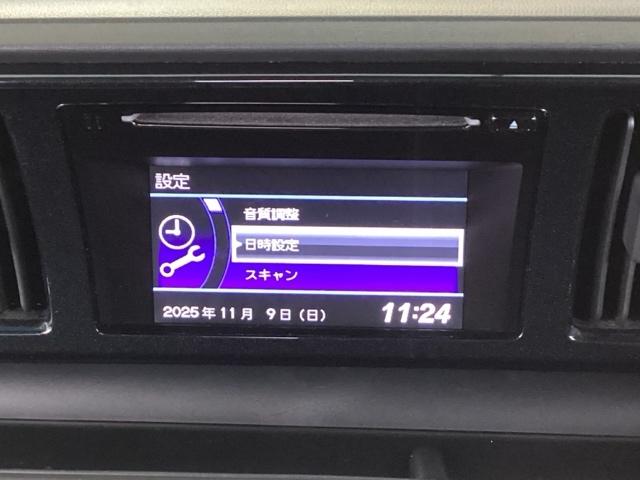 設定
音質調整
日時設定
スキャン
2025年11月 9日(日) 11:24